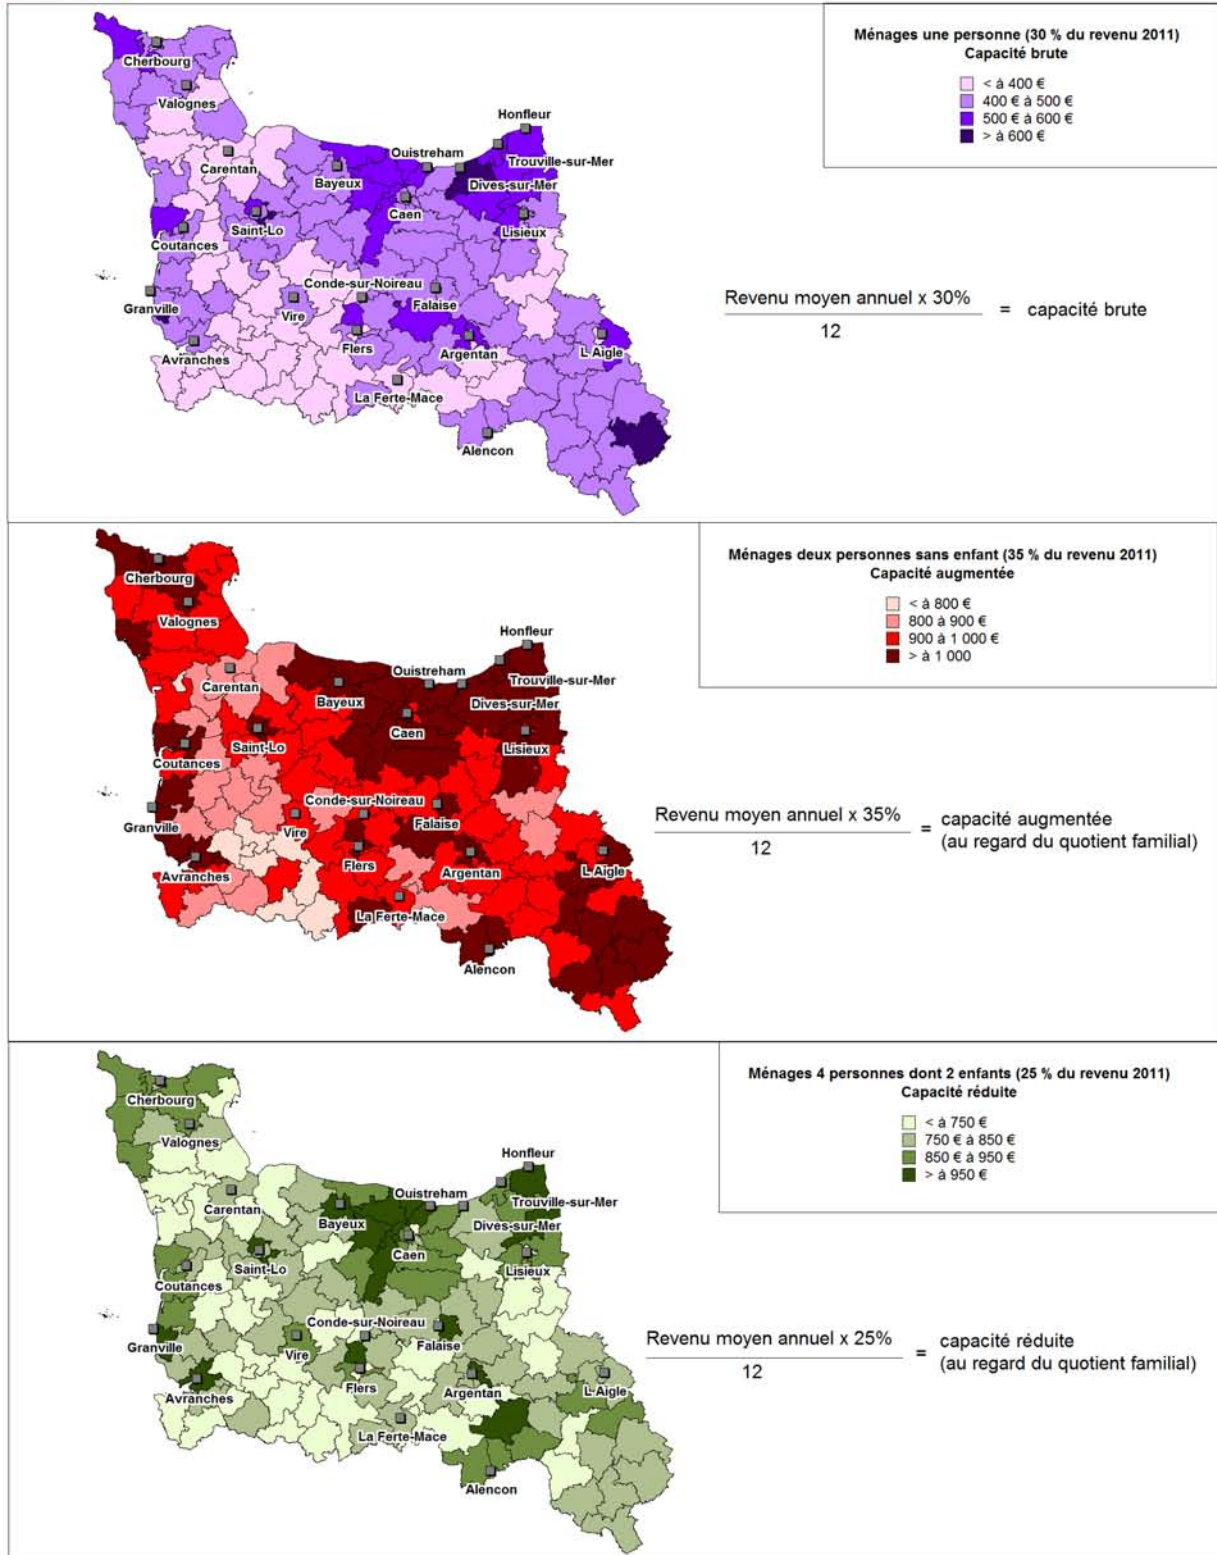 Ménages une personne (30 % du revenu 2011)
Capacité brute
< à 400 €
400 € à 500 €
500 € à 600 €
> à 600 €
Cherbourg
Valognes
Honfleur
Ouistreham
Trouville-sur-Mer
Carentan
Bayeux
Dives-sur-Mer
Caen
Saint-Lo
Lisieux
Coutances
Conde-sur-Noireau
Granville
Vire
Falaise
Flers
Avranches
Argentan
L Aigle
La Ferte-Mace
Alencon
Revenu moyen annuel x 30%
12
= capacité brute
Ménages deux personnes sans enfant (35 % du revenu 2011)
Capacité augmentée
< à 800 €
800 à 900 €
900 à 1 000 €
> à 1 000
Cherbourg
Valognes
Honfleur
Ouistreham
Trouville-sur-Mer
Carentan
Bayeux
Dives-sur-Mer
Caen
Saint-Lo
Lisieux
Coutances
Conde-sur-Noireau
Granville
Vire
Falaise
Flers
Avranches
Argentan
L Aigle
La Ferte-Mace
Alencon
Revenu moyen annuel x 35%
12
= capacité augmentée
(au regard du quotient familial)
Ménages 4 personnes dont 2 enfants (25 % du revenu 2011)
Capacité réduite
< à 750 €
750 € à 850 €
850 € à 950 €
> à 950 €
Cherbourg
Valognes
Honfleur
Ouistreham
Trouville-sur-Mer
Carentan
Bayeux
Dives-sur-Mer
Caen
Saint-Lo
Lisieux
Coutances
Conde-sur-Noireau
Granville
Vire
Falaise
Flers
Avranches
Argentan
L Aigle
La Ferte-Mace
Alencon
Revenu moyen annuel x 25%
12
= capacité réduite
(au regard du quotient familial)